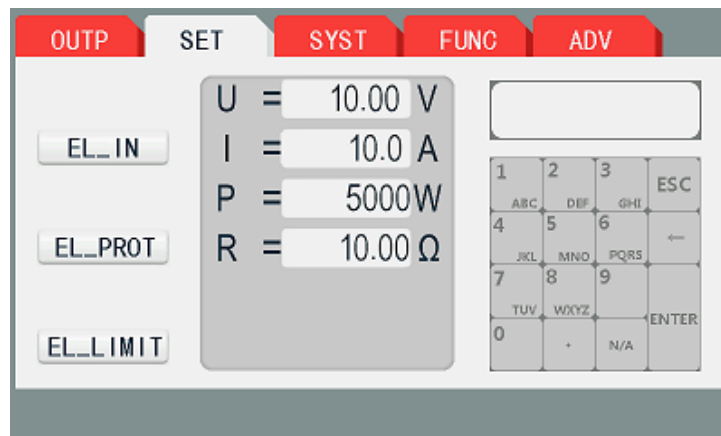 OUTP SET SYST FUNC ADV
EL_IN
EL_PROT
EL_LIMIT
U = 10.00 V
I = 10.0 A
P = 5000W
R = 10.00 Ω
1 ABC 2 DEF 3 GHI ESC
4 JKL 5 MNO 6 PQRS ←
7 TUV 8 WXYZ 9 ENTER
0 . N/A